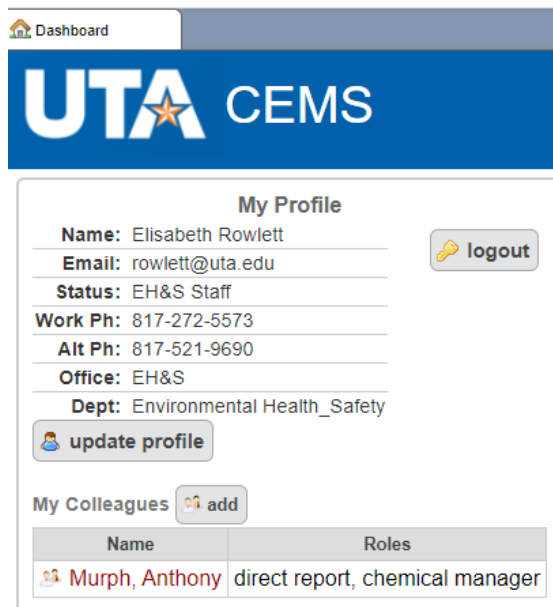 Dashboard
UTA CEMS
My Profile
Name: Elisabeth Rowlett
logout
Email: rowlett@uta.edu
Status: EH&S Staff
Work Ph: 817-272-5573
Alt Ph: 817-521-9690
Office: EH&S
Dept: Environmental Health_Safety
update profile
My Colleagues add
Name Roles
Murph, Anthony direct report, chemical manager